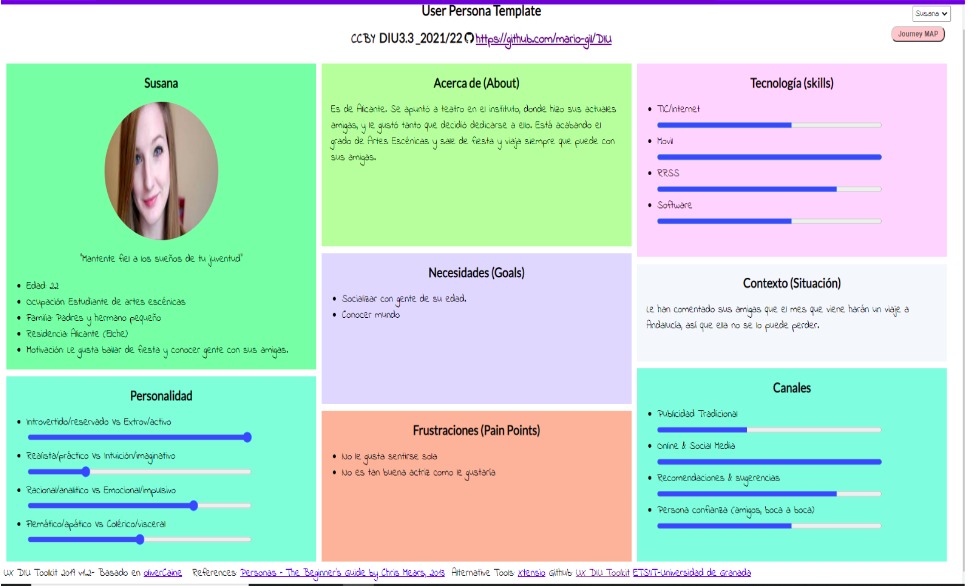 User Persona Template
Susana
CCBY DIU3.3_2021/22 https://github.com/mario-gil/DIU
Journey MAP
Susana
"Mantente fiel a los sueños de tu juventud"
Edad 22
Ocupación Estudiante de artes escénicas
Familia: Padres y hermano pequeño
Residencia Alicante (Elche)
Motivación: Le gusta bailar de fiesta y conocer gente con sus amigas.
Personalidad
Introvertido/reservado Vs Extrov/activo
Realista/práctico Vs Intuición/imaginativo
Racional/analítico Vs Emocional/impulsivo
Flemático/apático Vs Colérico/visceral
Acerca de (About)
Es de Alicante. Se apuntó a teatro en el instituto, donde hizo sus actuales
amigas, y le gustó tanto que decidió dedicarse a ello. Está acabando el
grado de Artes Escénicas y sale de fiesta y viaja siempre que puede con
sus amigas.
Necesidades (Goals)
Socializar con gente de su edad.
Conocer mundo
Frustraciones (Pain Points)
No le gusta sentirse sola
No es tan buena actriz como le gustaría
Tecnología (skills)
TIC/Internet
Movil
RRSS
Software
Contexto (Situación)
Le han comentado sus amigas que el mes que viene harán un viaje a
Andalucía, así que ella no se lo puede perder.
Canales
Publicidad Tradicional
Online & Social Media
Recomendaciones & sugerencias
Persona confianza (amigos, boca a boca)
UX DIU Toolkit 2019 v1.2- Basado en oliverCaine References: Personas - The Beginner's Guide by Chris Mears, 2013 Alternative Tools: xtensio Github: UX DIU Toolkit ETSIIT-Universidad de Granada